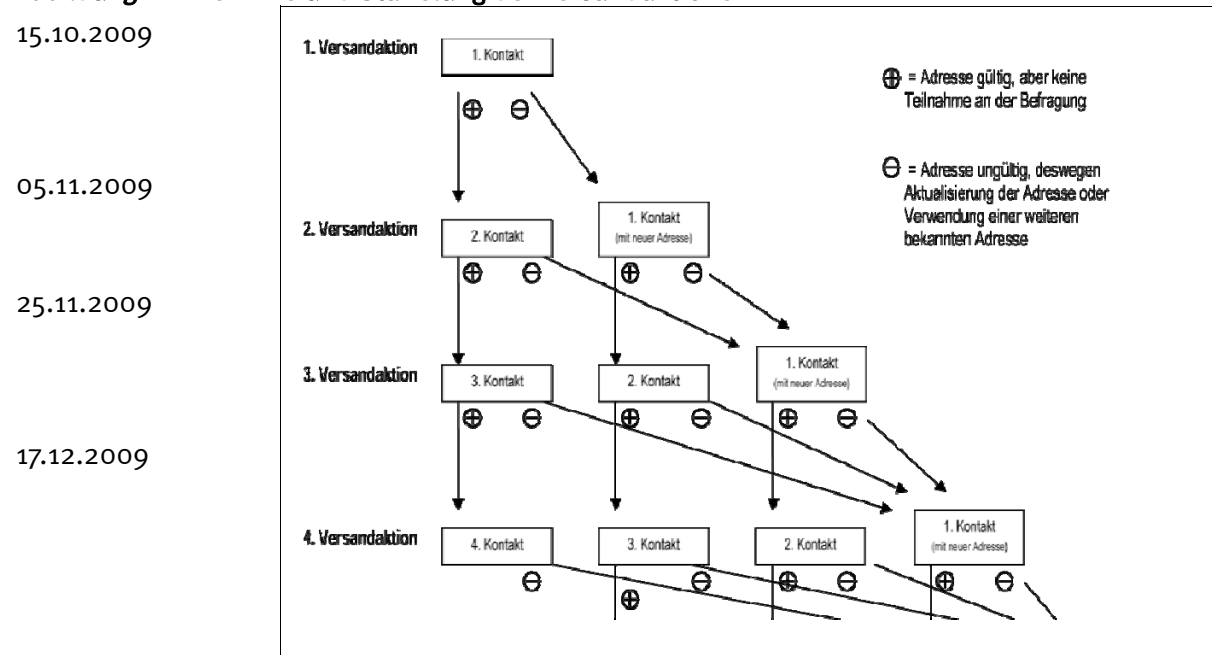 15.10.2009
1. Versandaktion
1. Kontakt
= Adresse gültig, aber keine
Teilnahme an der Befragung
05.11.2009
= Adresse ungültig, deswegen
Aktualisierung der Adresse oder
Verwendung einer weiteren
bekannten Adresse
2. Versandaktion
2. Kontakt
1. Kontakt
(mit neuer Adresse)
25.11.2009
3. Versandaktion
3. Kontakt
2. Kontakt
1. Kontakt
(mit neuer Adresse)
17.12.2009
4. Versandaktion
4. Kontakt
3. Kontakt
2. Kontakt
1. Kontakt
(mit neuer Adresse)